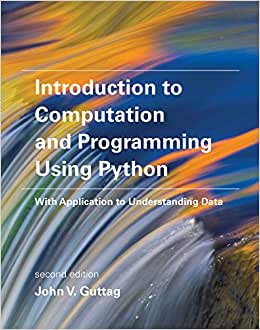 Introduction to
Computation
and Programming
Using Python
With Application to Understanding Data
second edition
John V. Guttag